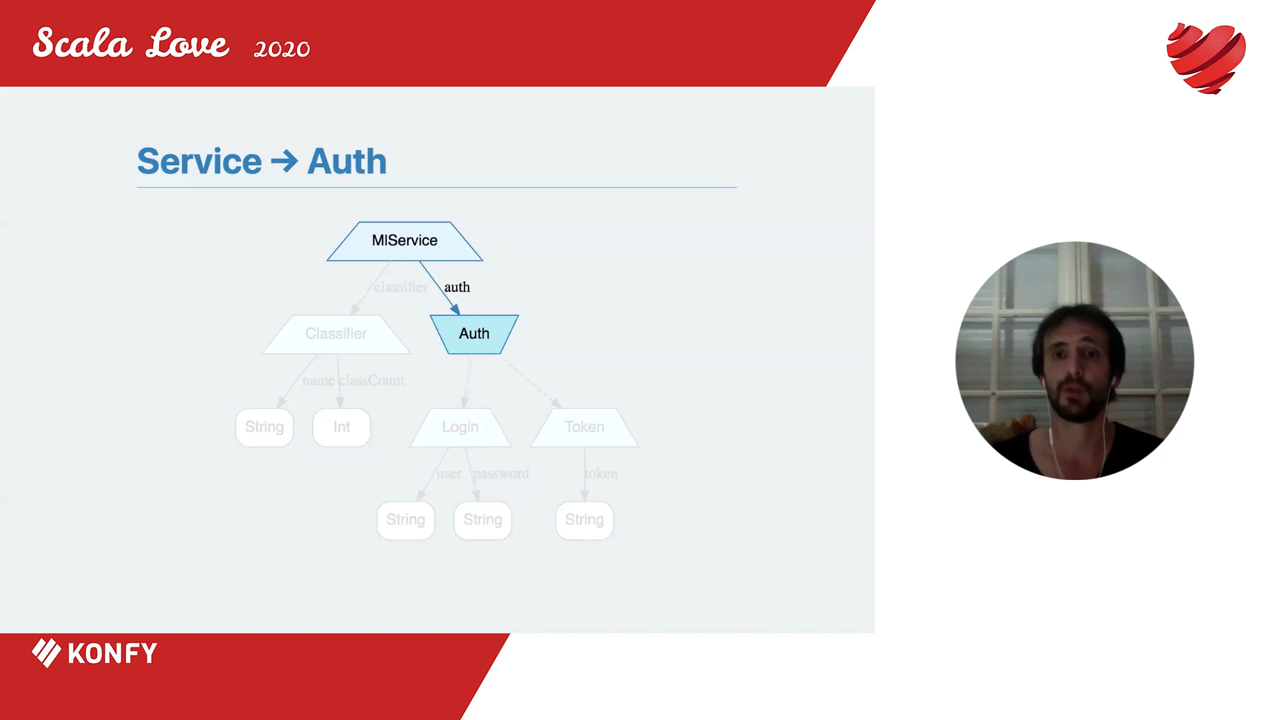 Scala Love 2020
Service → Auth
MlService
classifier auth
Classifier Auth
name classCount
String Int Login Token
user password token
String String String
KONFY